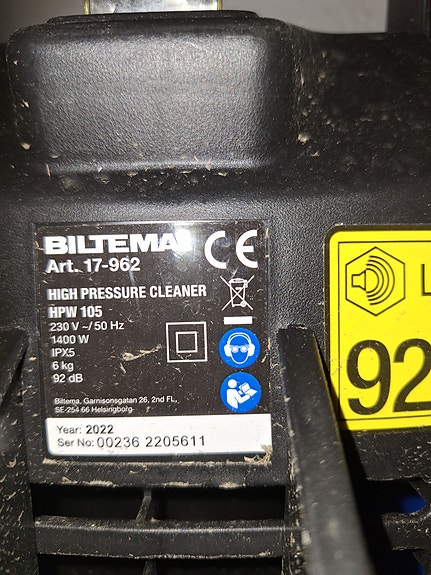 BILTEMA
Art. 17-962
HIGH PRESSURE CLEANER
HPW 105
230 V ~/ 50 Hz
1400 W
IPX5
6 kg
92 dB
Biltema, Garnisonsgatan 26, 2nd FL.,
SE-254 66 Helsingborg
Year: 2022
Ser No: 00236 2205611
CE
L
92